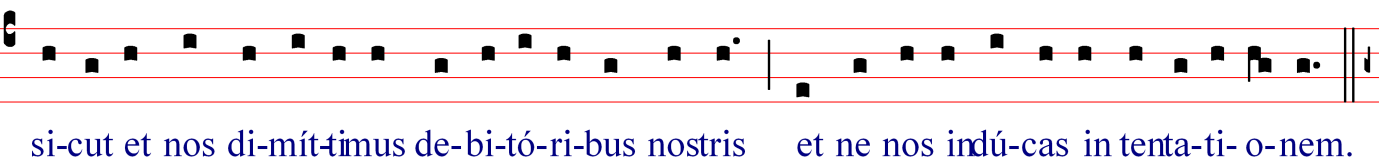 si-cut et nos di-mít-timus de-bi-tó-ri-bus nostris et ne nos indú-cas in tenta-ti-o-nem.